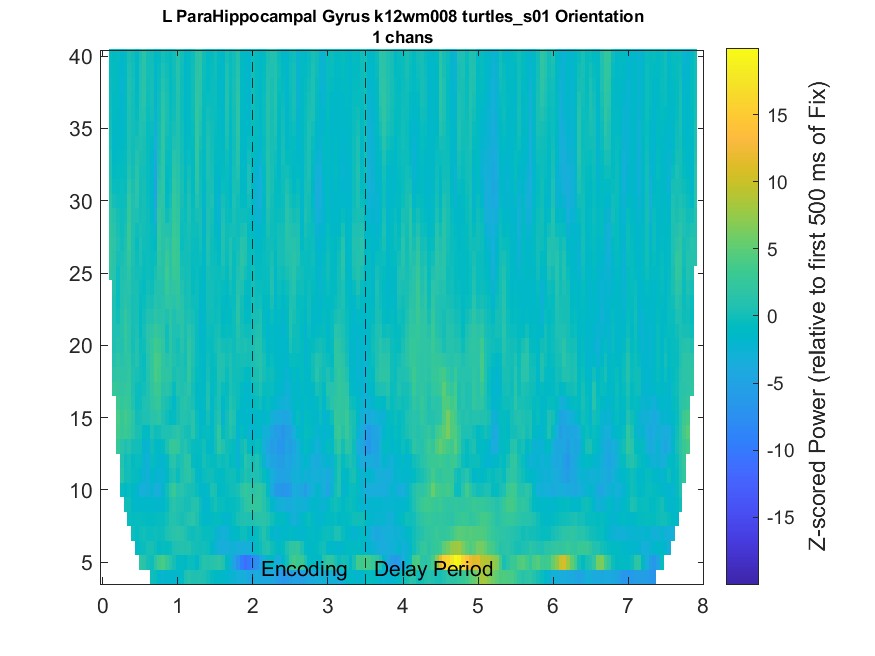 L ParaHippocampal Gyrus k12wm008 turtles_s01 Orientation
1 chans
40
35
30
25
20
15
10
5
Encoding
Delay Period
0 1 2 3 4 5 6 7 8
15
10
5
0
-5
-10
-15
Z-scored Power (relative to first 500 ms of Fix)